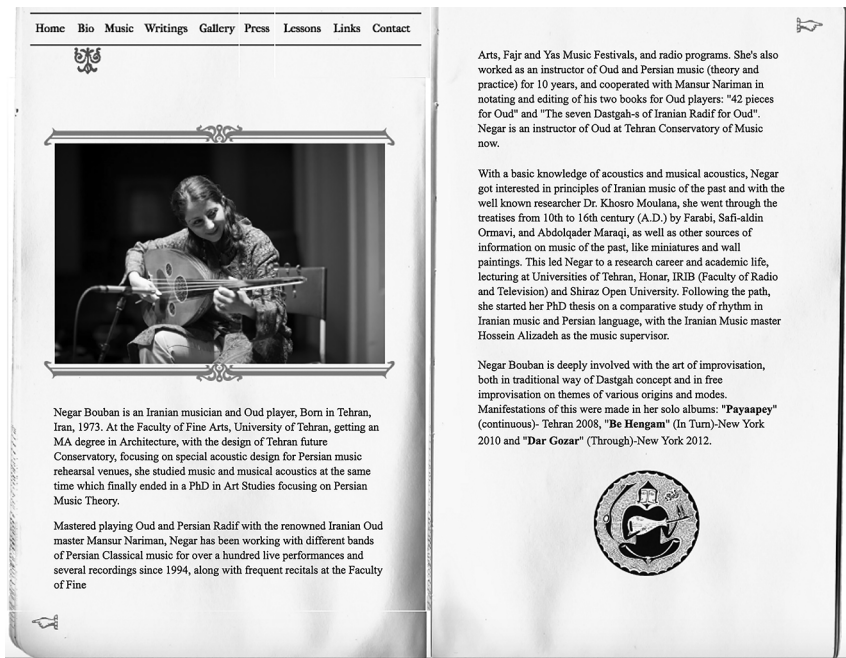 Home Bio Music Writings Gallery Press Lessons Links Contact
Negar Bouban is an Iranian musician and Oud player, Born in Tehran,
Iran, 1973. At the Faculty of Fine Arts, University of Tehran, getting an
MA degree in Architecture, with the design of Tehran future
Conservatory, focusing on special acoustic design for Persian music
rehearsal venues, she studied music and musical acoustics at the same
time which finally ended in a PhD in Art Studies focusing on Persian
Music Theory.
Mastered playing Oud and Persian Radif with the renowned Iranian Oud
master Mansur Nariman, Negar has been working with different bands
of Persian Classical music for over a hundred live performances and
several recordings since 1994, along with frequent recitals at the Faculty
of Fine
Arts, Fajr and Yas Music Festivals, and radio programs. She's also
worked as an instructor of Oud and Persian music (theory and
practice) for 10 years, and cooperated with Mansur Nariman in
notating and editing of his two books for Oud players: "42 pieces
for Oud" and "The seven Dastgah-s of Iranian Radif for Oud".
Negar is an instructor of Oud at Tehran Conservatory of Music
now.
With a basic knowledge of acoustics and musical acoustics, Negar
got interested in principles of Iranian music of the past and with the
well known researcher Dr. Khosro Moulana, she went through the
treatises from 10th to 16th century (A.D.) by Farabi, Safi-aldin
Ormavi, and Abdolqader Maraqi, as well as other sources of
information on music of the past, like miniatures and wall
paintings. This led Negar to a research career and academic life,
lecturing at Universities of Tehran, Honar, IRIB (Faculty of Radio
and Television) and Shiraz Open University. Following the path,
she started her PhD thesis on a comparative study of rhythm in
Iranian music and Persian language, with the Iranian Music master
Hossein Alizadeh as the music supervisor.
Negar Bouban is deeply involved with the art of improvisation,
both in traditional way of Dastgah concept and in free
improvisation on themes of various origins and modes.
Manifestations of this were made in her solo albums: "Payaapey"
(continuous)- Tehran 2008, "Be Hengam" (In Turn)-New York
2010 and "Dar Gozar" (Through)-New York 2012.